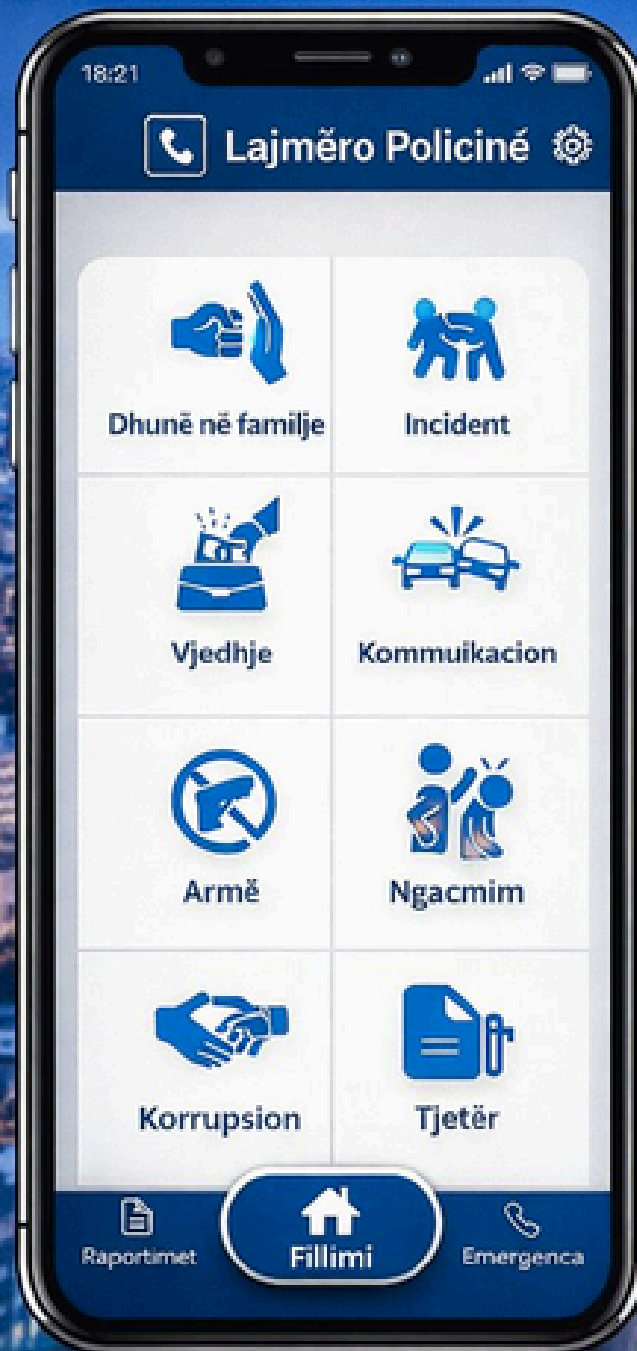 18:21
Lajmëro Policiné
Dhunë në familje
Incident
Vjedhje
Kommuikacion
Armë
Ngacmim
Korrupsion
Tjetër
Raportimet
Fillimi
Emergenca